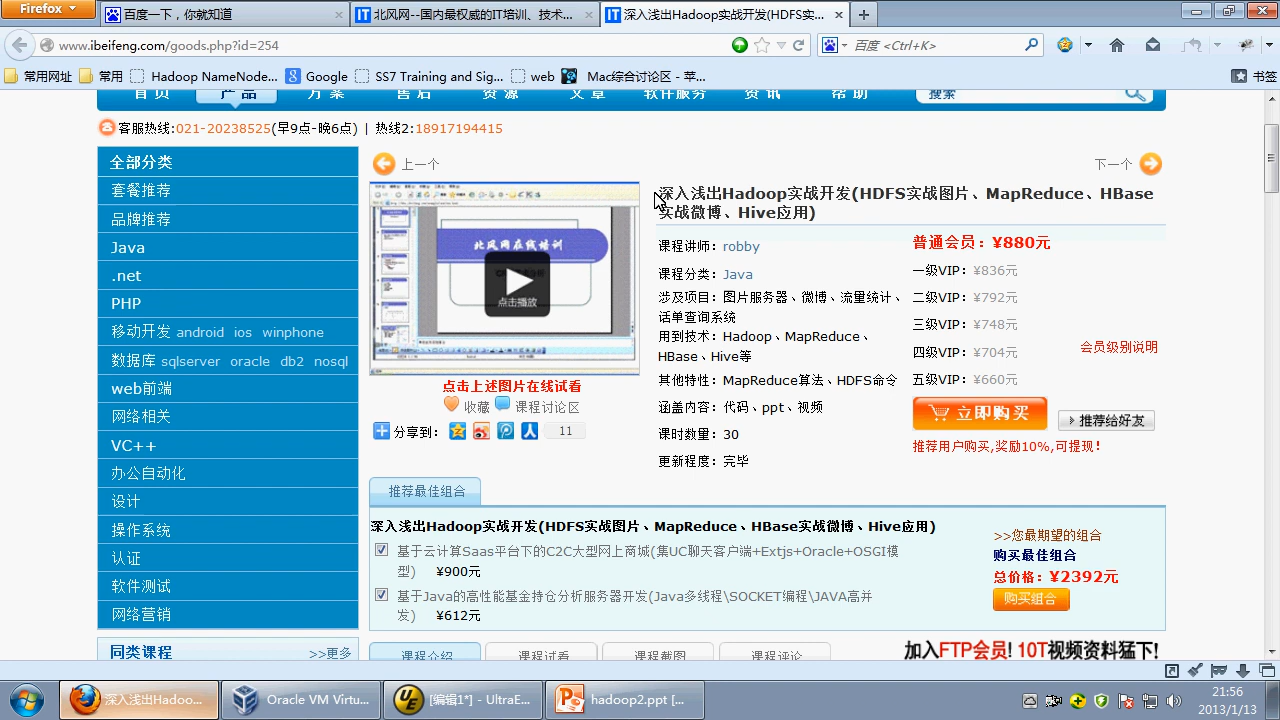 Firefox
百度一下，你就知道
北风网--国内最权威的IT培训、技术...
深入浅出Hadoop实战开发(HDFS实...
www.ibeifeng.com/goods.php?id=254
百度 <Ctrl+K>
常用网址
常用
Hadoop NameNode...
Google
SS7 Training and Sig...
web
Mac综合讨论区 - 苹...
书签
首 页
产 品
方 案
售 后
资 源
文 章
软件服务
资 讯
帮 助
搜索
客服热线:021-20238525(早9点-晚6点) | 热线2:18917194415
全部分类
套餐推荐
品牌推荐
Java
.net
PHP
移动开发 android ios winphone
数据库 sqlserver oracle db2 nosql
web前端
网络相关
VC++
办公自动化
设计
操作系统
认证
软件测试
网络营销
同类课程
>>更多
上一个
下一个
北风网在线培训
点击播放
点击上述图片在线试看
收藏
课程讨论区
分享到：
11
深入浅出Hadoop实战开发(HDFS实战图片、MapReduce、HBase
实战微博、Hive应用)
课程讲师：robby
课程分类：Java
涉及项目：图片服务器、微博、流量统计、
话单查询系统
用到技术：Hadoop、MapReduce、
HBase、Hive等
其他特性：MapReduce算法、HDFS命令
涵盖内容：代码、ppt、视频
课时数量：30
更新程度：完毕
普通会员：¥880元
一级VIP：¥836元
二级VIP：¥792元
三级VIP：¥748元
四级VIP：¥704元
五级VIP：¥660元
会员级别说明
立即购买
推荐给好友
推荐用户购买,奖励10%,可提现!
推荐最佳组合
深入浅出Hadoop实战开发(HDFS实战图片、MapReduce、HBase实战微博、Hive应用)
基于云计算Saas平台下的C2C大型网上商城(集UC聊天客户端+Extjs+Oracle+OSGI模
型) ¥900元
基于Java的高性能基金持仓分析服务器开发(Java多线程\SOCKET编程\JAVA高并
发) ¥612元
>>您最期望的组合
购买最佳组合
总价格：¥2392元
购买组合
课程介绍
课程试看
课程截图
课程评论
加入FTP会员! 10T视频资料猛下!
深入浅出Hadoo...
Oracle VM Virtu...
[编辑1*] - UltraE...
hadoop2.ppt [...
21:56
2013/1/13